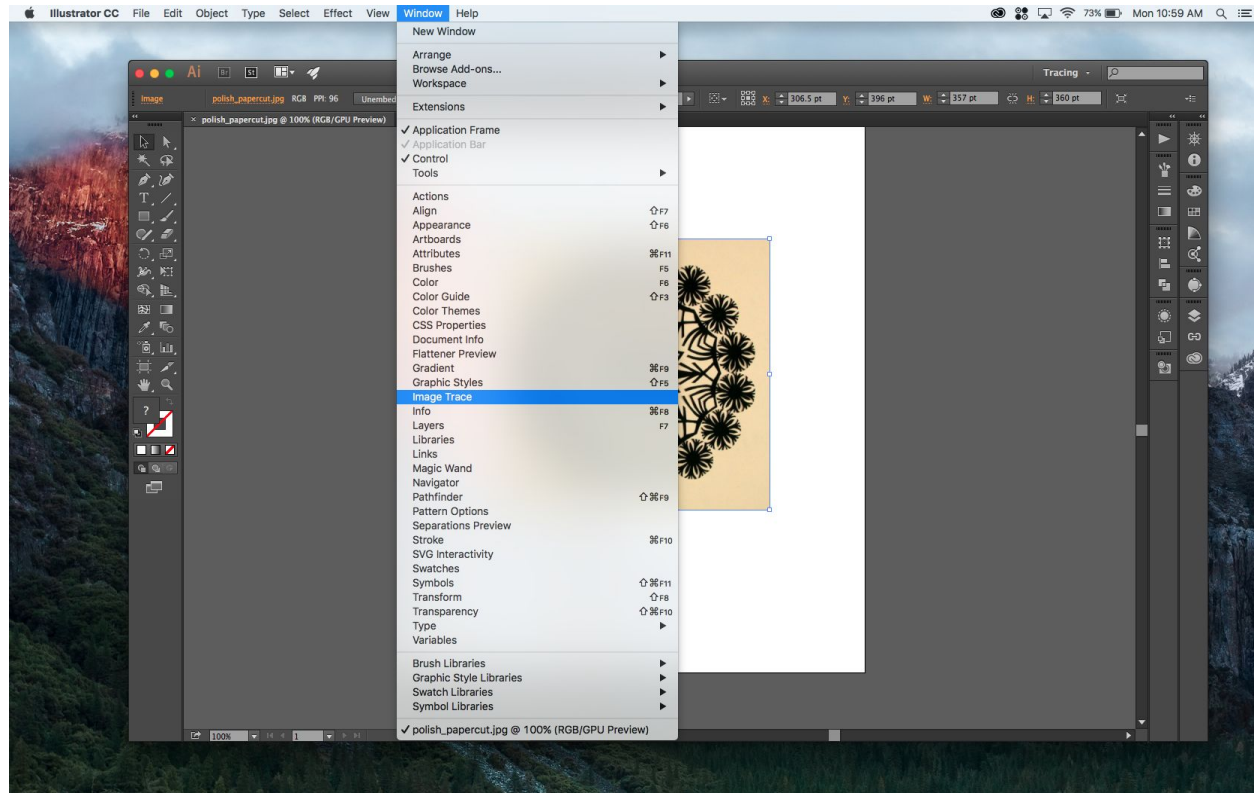 Illustrator CC File Edit Object Type Select Effect View Window Help 73% Mon 10:59 AM
New Window
Arrange
Browse Add-ons...
Workspace
Extensions
✓ Application Frame
✓ Application Bar
✓ Control
Tools
Actions
Align ⇧F7
Appearance ⇧F6
Artboards
Attributes ⌘F11
Brushes F5
Color F6
Color Guide ⇧F3
Color Themes
CSS Properties
Document Info
Flattener Preview
Gradient ⌘F9
Graphic Styles ⇧F5
Image Trace
Info ⌘F8
Layers F7
Libraries
Links
Magic Wand
Navigator
Pathfinder ⇧⌘F9
Pattern Options
Separations Preview
Stroke ⌘F10
SVG Interactivity
Swatches
Symbols ⇧⌘F11
Transform ⇧F8
Transparency ⇧⌘F10
Type
Variables
Brush Libraries
Graphic Style Libraries
Swatch Libraries
Symbol Libraries
✓ polish_papercut.jpg @ 100% (RGB/GPU Preview)
Ai Br St Tracing
Image polish_papercut.jpg RGB PPI: 96 Unembed X: 306.5 pt Y: 396 pt W: 357 pt H: 360 pt
× polish_papercut.jpg @ 100% (RGB/GPU Preview)
T
?
100% 1